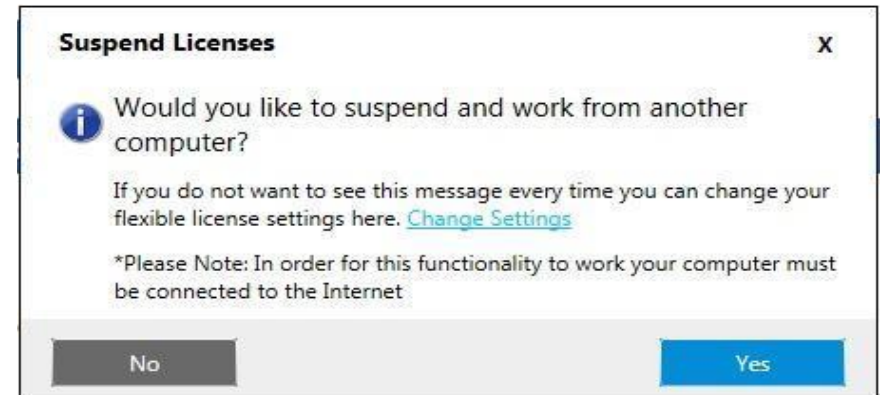 Suspend Licenses
X
Would you like to suspend and work from another
computer?
If you do not want to see this message every time you can change your
flexible license settings here. Change Settings
*Please Note: In order for this functionality to work your computer must
be connected to the Internet
No
Yes